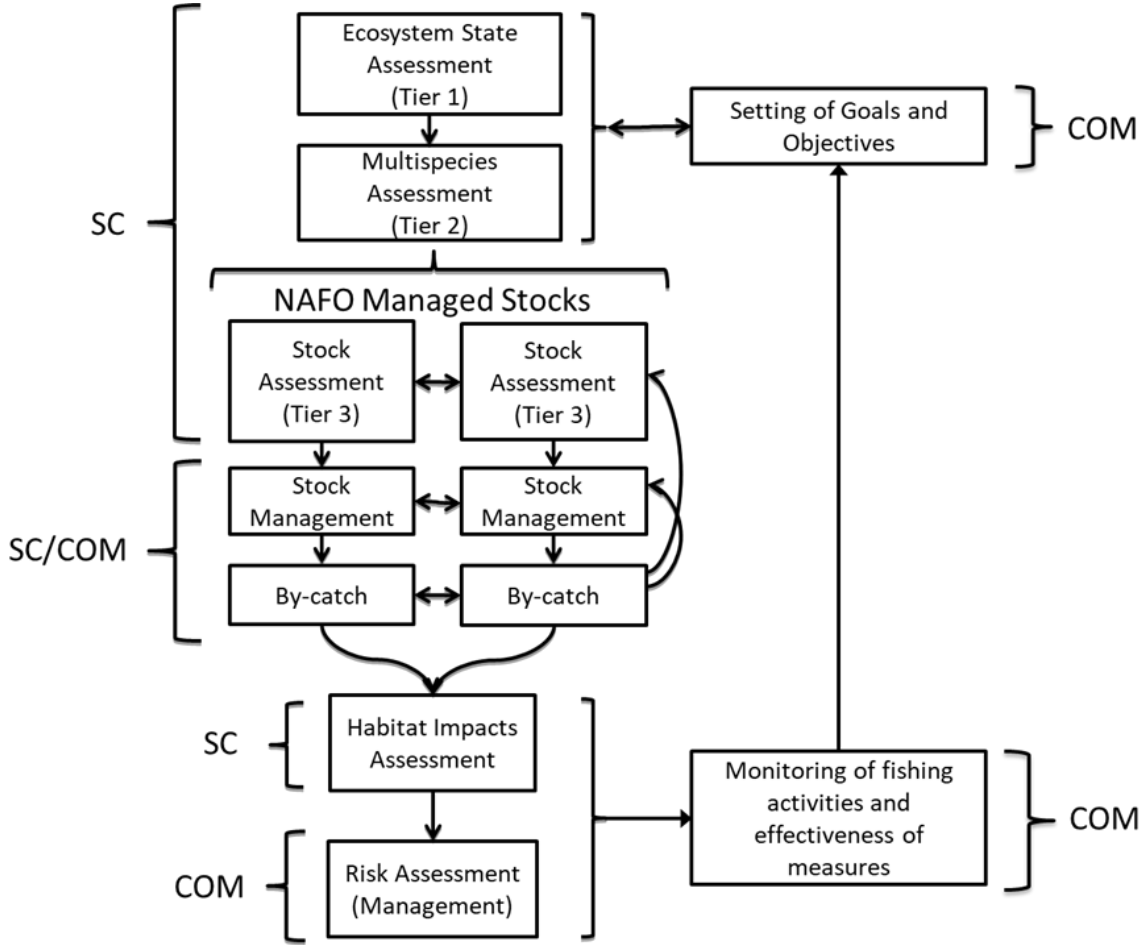 Ecosystem State
Assessment
(Tier 1)
Setting of Goals and
Objectives
COM
Multispecies
Assessment
(Tier 2)
SC
NAFO Managed Stocks
Stock
Assessment
(Tier 3)
Stock
Assessment
(Tier 3)
SC/COM
Stock
Management
Stock
Management
By-catch
By-catch
SC
Habitat Impacts
Assessment
Monitoring of fishing
activities and
effectiveness of
measures
COM
COM
Risk Assessment
(Management)